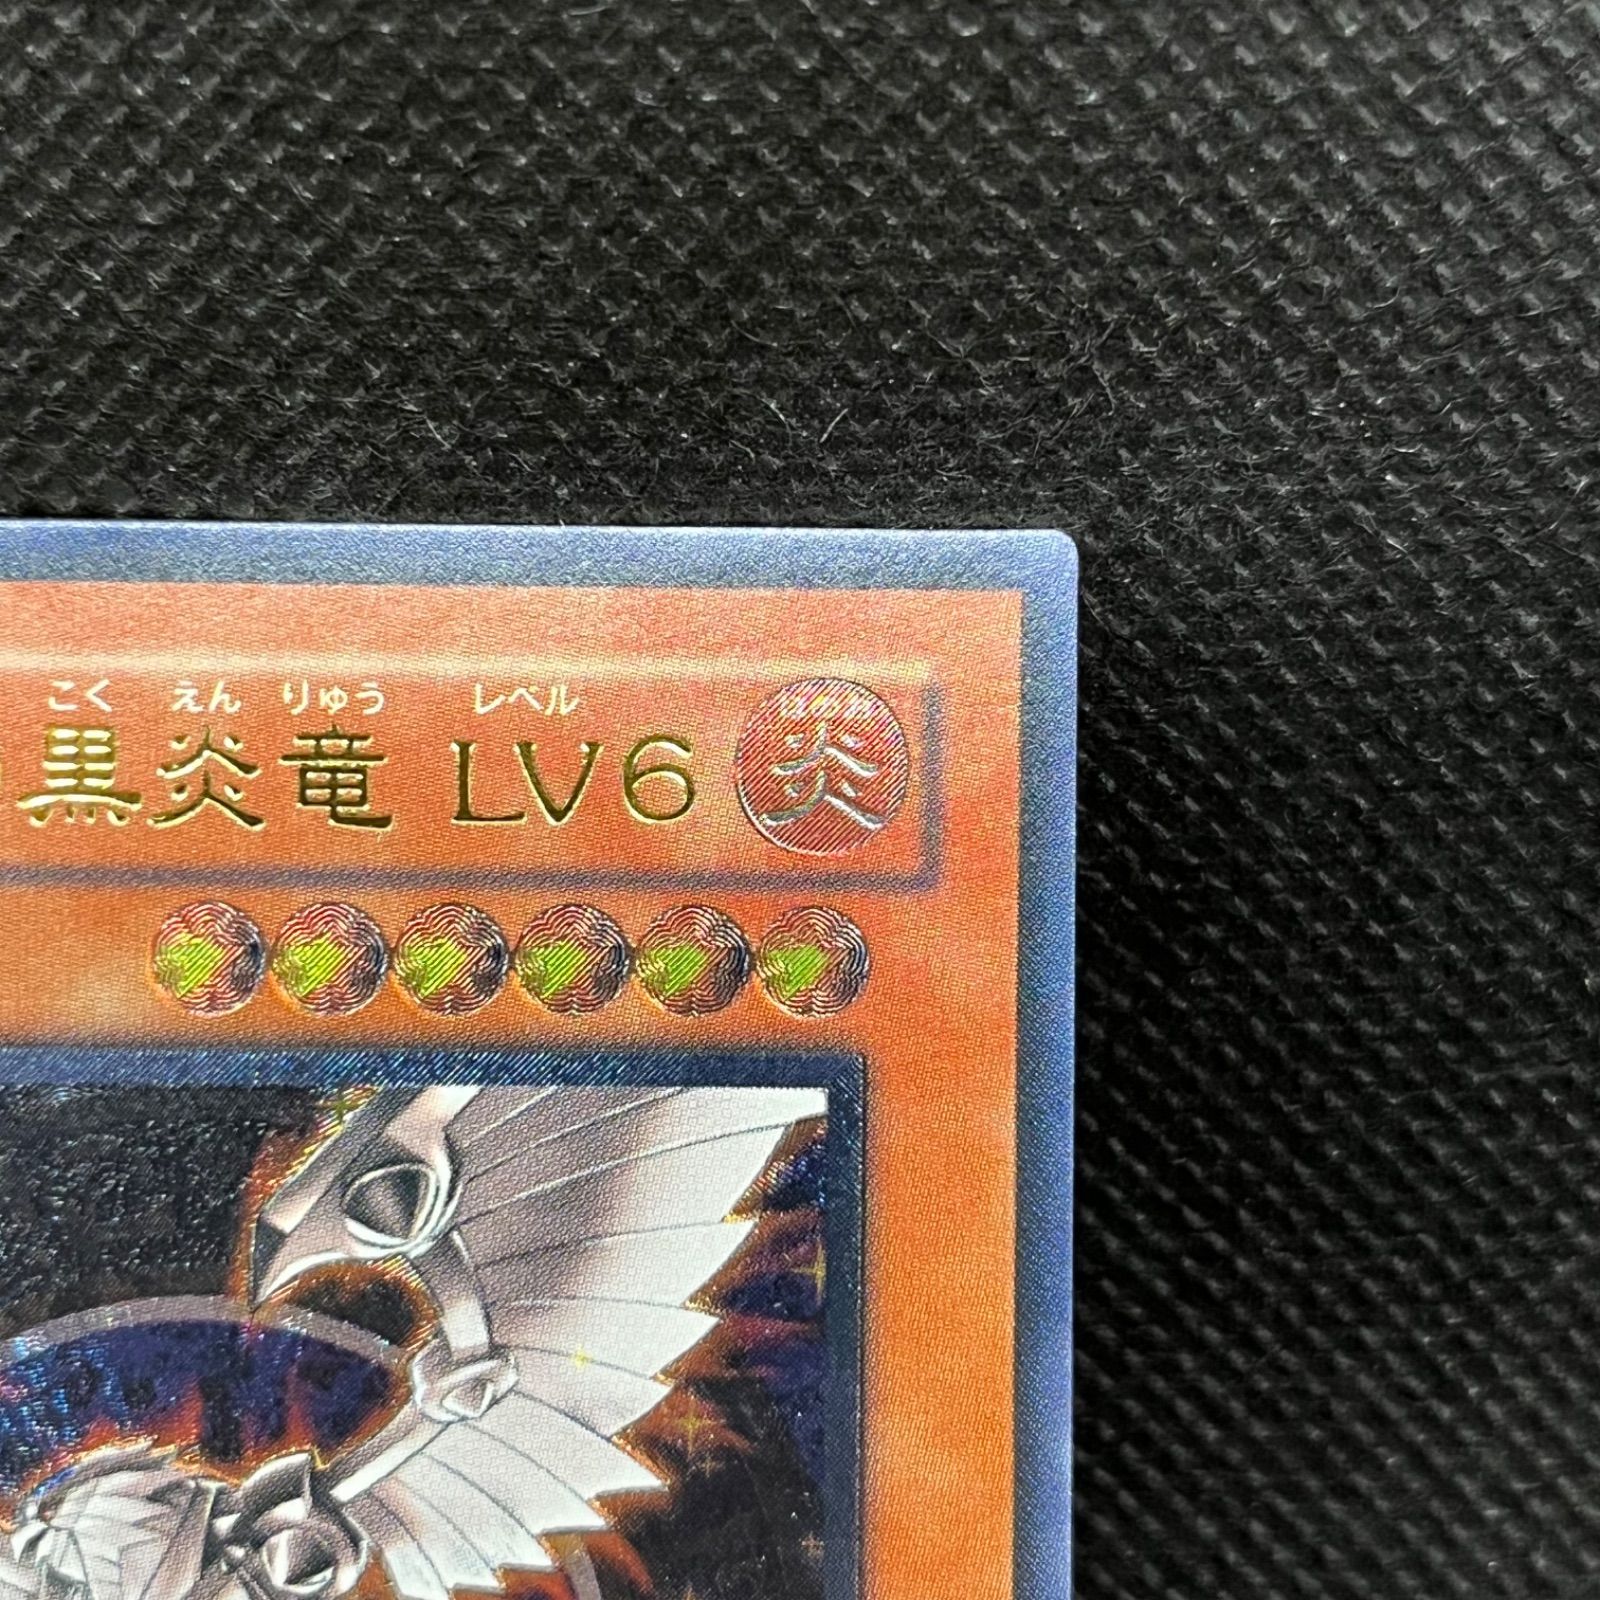 こく えん りゅう レベル
黒炎竜 LV6 炎